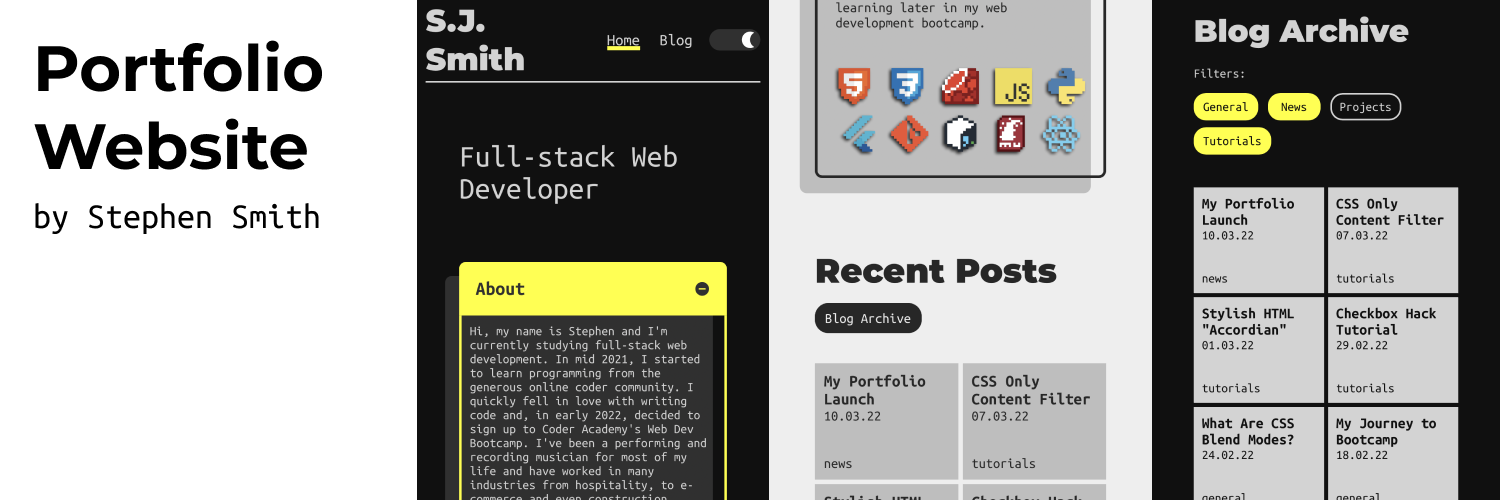 Portfolio
Website
by Stephen Smith
S.J.
Smith
Home
Blog
Full-stack Web
Developer
About
Hi, my name is Stephen and I'm
currently studying full-stack web
development. In mid 2021, I started
to learn programming from the
generous online coder community. I
quickly fell in love with writing
code and, in early 2022, decided to
sign up to Coder Academy's Web Dev
Bootcamp. I've been a performing and
recording musician for most of my
life and have worked in many
industries from hospitality, to e-
commerce and even construction
learning later in my web
development bootcamp.
5
3
JS
Recent Posts
Blog Archive
My Portfolio
Launch
10.03.22
news
CSS Only
Content Filter
07.03.22
tutorials
Stylish HTML
Checkbox Hack
Blog Archive
Filters:
General
News
Projects
Tutorials
My Portfolio
Launch
10.03.22
news
CSS Only
Content Filter
07.03.22
tutorials
Stylish HTML
"Accordian"
01.03.22
tutorials
Checkbox Hack
Tutorial
29.02.22
tutorials
What Are CSS
Blend Modes?
24.02.22
general
My Journey to
Bootcamp
18.02.22
general